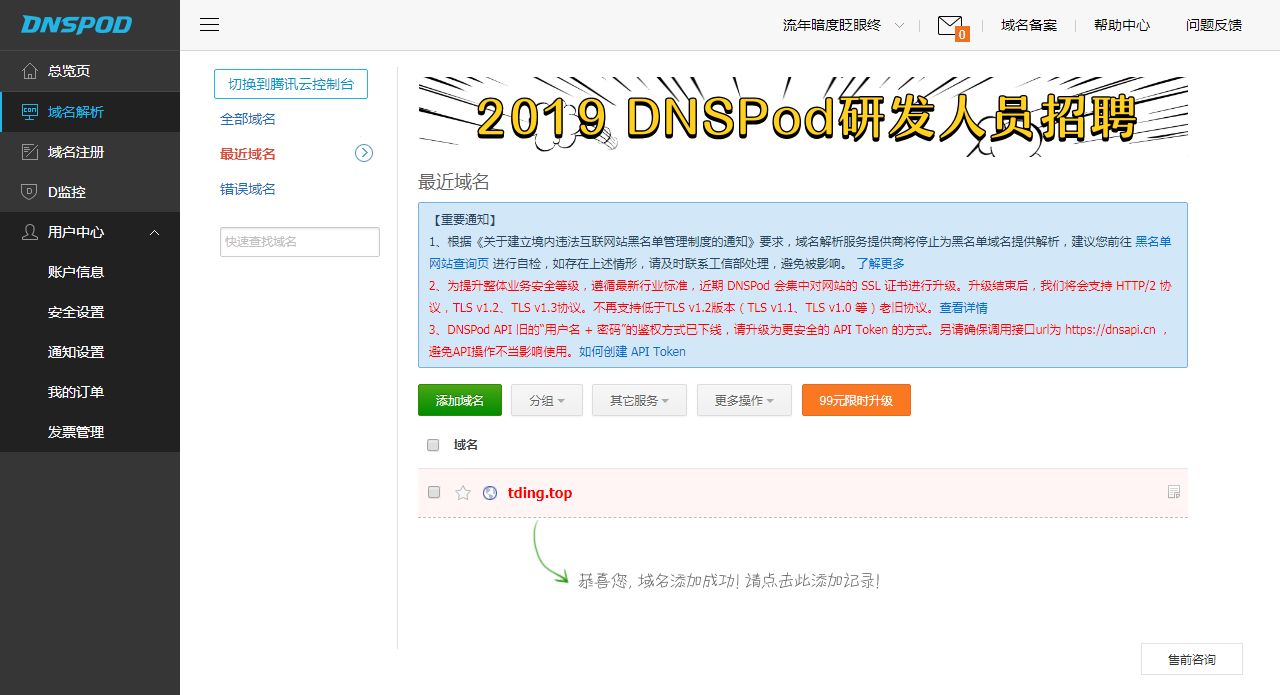 DNSPOD
流年暗度眨眼终
0
域名备案
帮助中心
问题反馈
总览页
域名解析
域名注册
D监控
用户中心
账户信息
安全设置
通知设置
我的订单
发票管理
切换到腾讯云控制台
全部域名
最近域名
错误域名
快速查找域名
2019 DNSPod研发人员招聘
最近域名
【重要通知】
1、根据《关于建立境内违法互联网站黑名单管理制度的通知》要求，域名解析服务提供商将停止为黑名单域名提供解析，建议您前往 黑名单
网站查询页 进行自检，如存在上述情形，请及时联系工信部处理，避免被影响。 了解更多
2、为提升整体业务安全等级，遵循最新行业标准，近期 DNSPod 会集中对网站的 SSL 证书进行升级。升级结束后，我们将会支持 HTTP/2 协
议，TLS v1.2、TLS v1.3协议。不再支持低于TLS v1.2版本（TLS v1.1、TLS v1.0 等）老旧协议。查看详情
3、DNSPod API 旧的“用户名 + 密码”的鉴权方式已下线，请升级为更安全的 API Token 的方式。另请确保调用接口url为 https://dnsapi.cn ，
避免API操作不当影响使用。如何创建 API Token
添加域名
分组
其它服务
更多操作
99元限时升级
域名
tding.top
恭喜您, 域名添加成功! 请点击此添加记录!
售前咨询